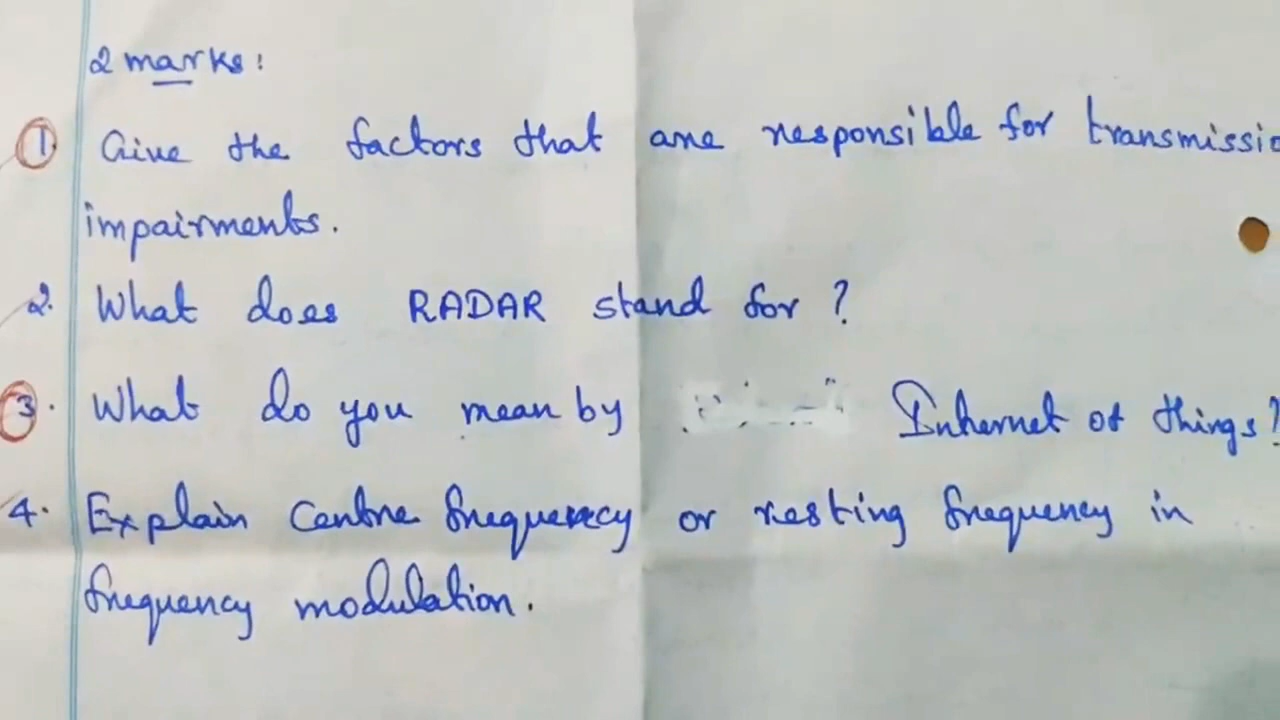 2 marks:
1. Give the factors that are responsible for transmissio
impairments.
2. What does RADAR stand for?
3. What do you mean by Internet of things?
4. Explain Centre frequency or resting frequency in
frequency modulation.